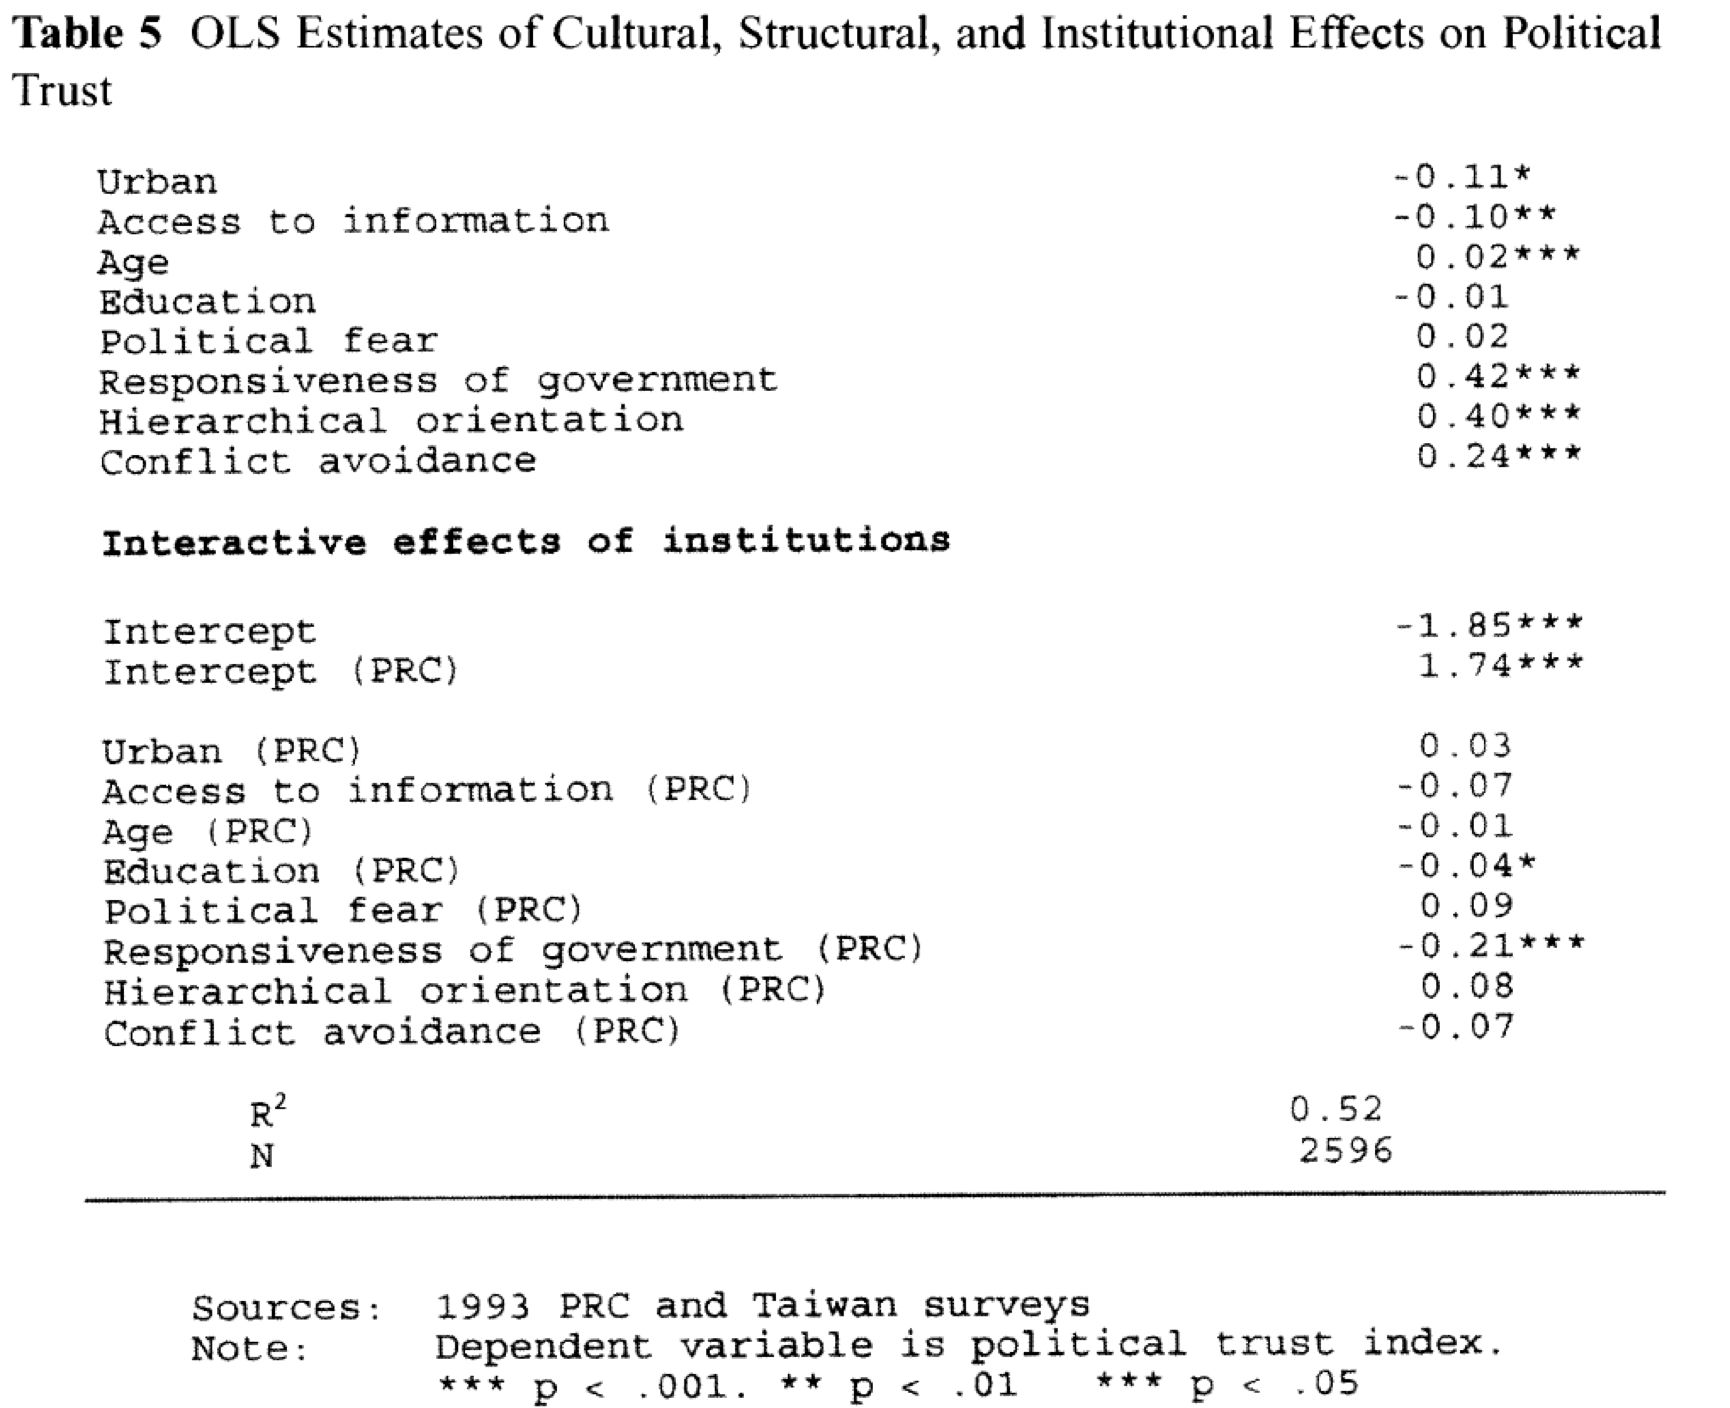 Table 5 OLS Estimates of Cultural, Structural, and Institutional Effects on Political
Trust
Urban -0.11*
Access to information -0.10**
Age 0.02***
Education -0.01
Political fear 0.02
Responsiveness of government 0.42***
Hierarchical orientation 0.40***
Conflict avoidance 0.24***
Interactive effects of institutions
Intercept -1.85***
Intercept (PRC) 1.74***
Urban (PRC) 0.03
Access to information (PRC) -0.07
Age (PRC) -0.01
Education (PRC) -0.04*
Political fear (PRC) 0.09
Responsiveness of government (PRC) -0.21***
Hierarchical orientation (PRC) 0.08
Conflict avoidance (PRC) -0.07
R² 0.52
N 2596
Sources: 1993 PRC and Taiwan surveys
Note: Dependent variable is political trust index.
*** p < .001. ** p < .01 *** p < .05